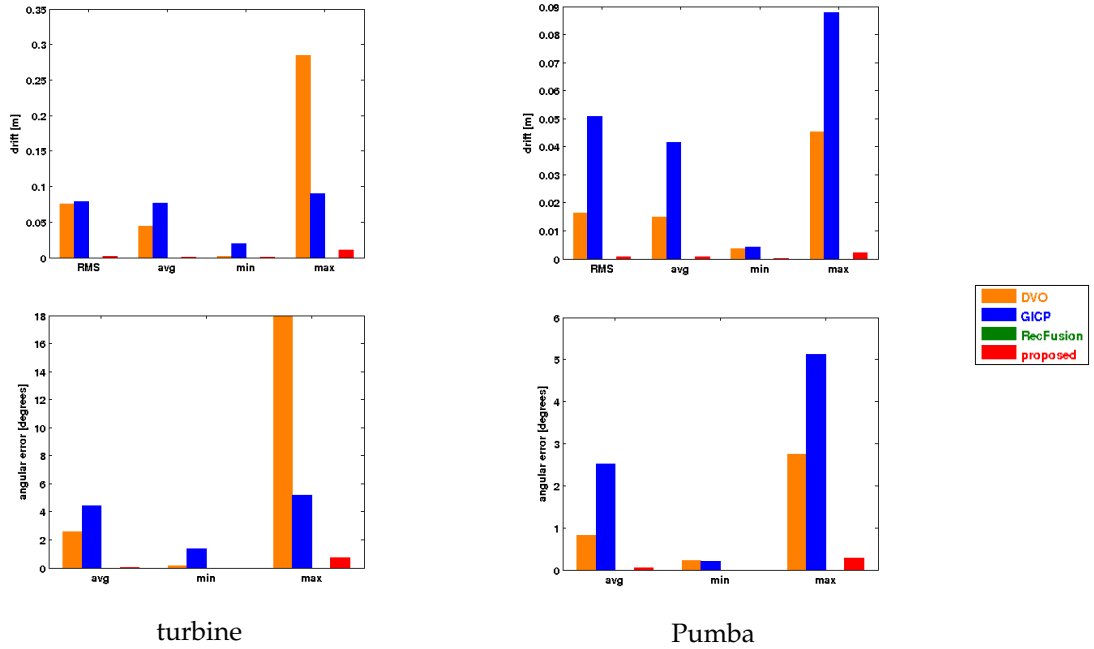 0.35
0.3
0.25
0.2
0.15
0.1
0.05
0
drift [m]
RMS avg min max
0.09
0.08
0.07
0.06
0.05
0.04
0.03
0.02
0.01
0
drift [m]
RMS avg min max
18
16
14
12
10
8
6
4
2
0
angular error [degrees]
avg min max
6
5
4
3
2
1
0
angular error [degrees]
avg min max
DVO
GICP
RecFusion
proposed
turbine
Pumba